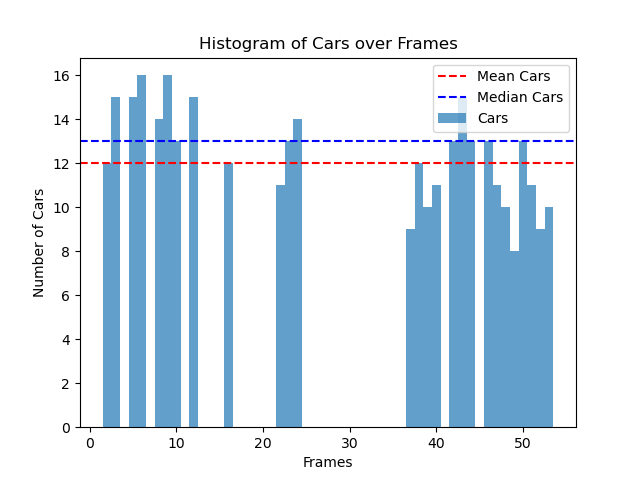 Histogram of Cars over Frames
Mean Cars
Median Cars
Cars
Number of Cars
16
14
12
10
8
6
4
2
0
0 10 20 30 40 50
Frames